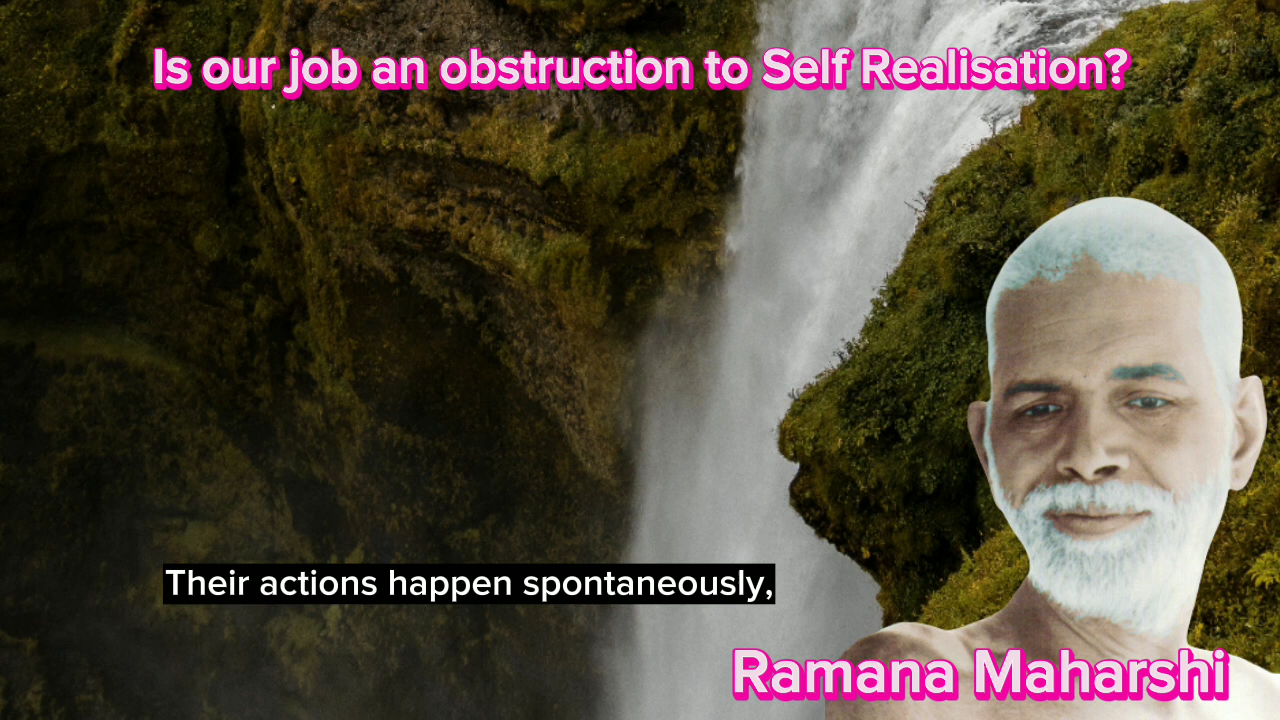 Is our job an obstruction to Self Realisation?
Their actions happen spontaneously,
Ramana Maharshi